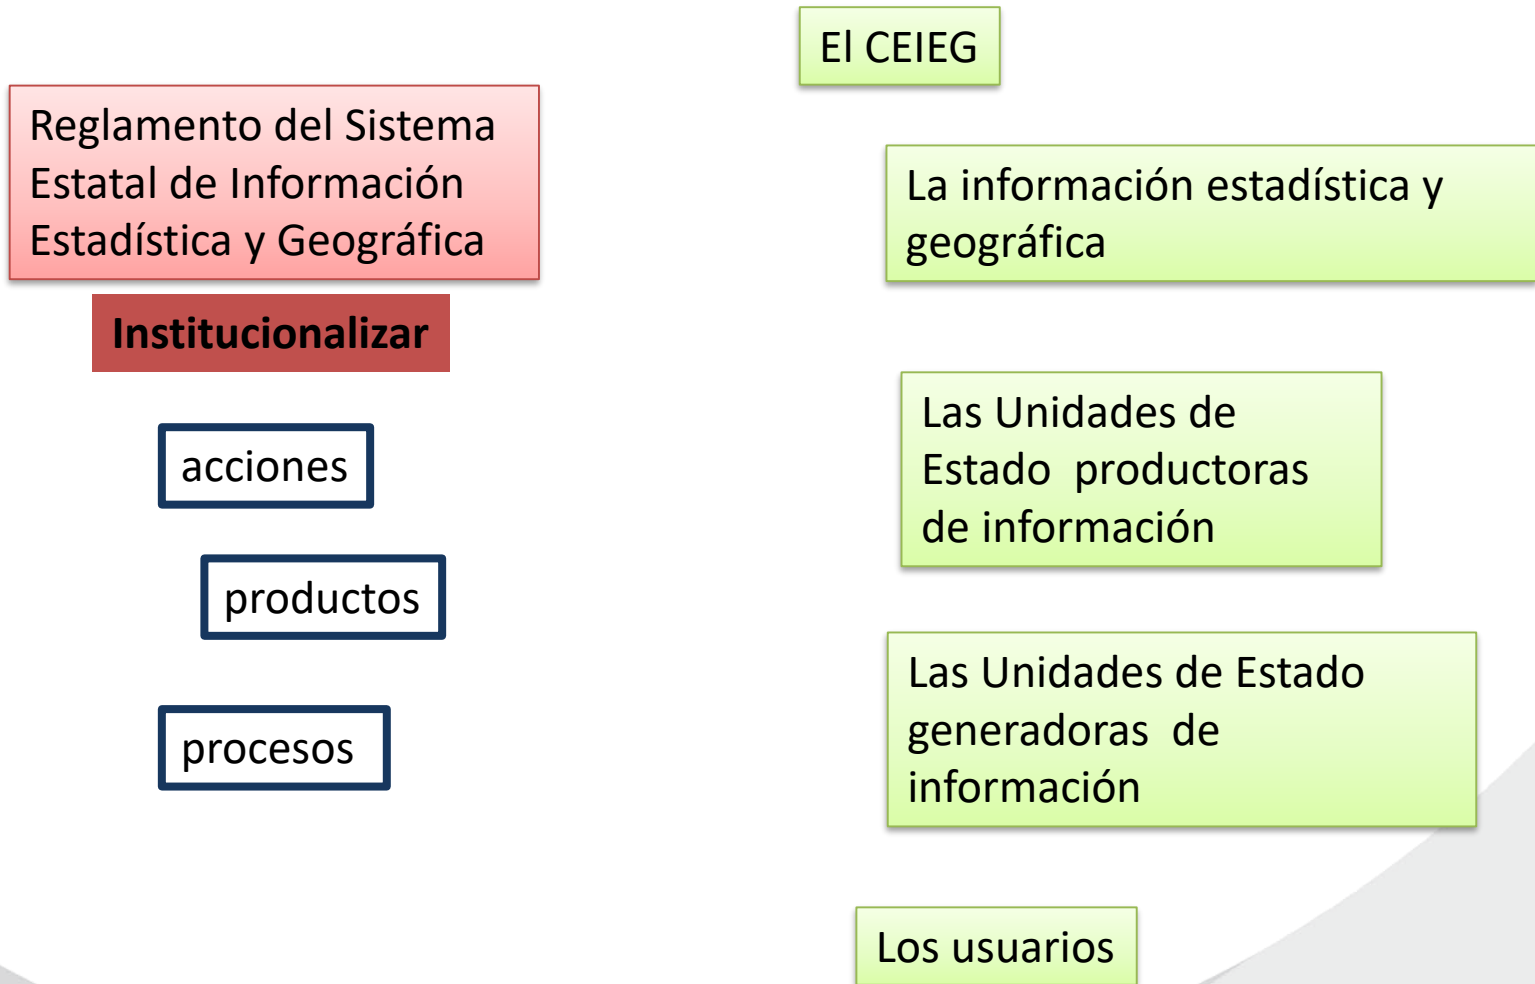 El CEIEG
Reglamento del Sistema
Estatal de Información
Estadística y Geográfica
Institucionalizar
acciones
productos
procesos
La información estadística y
geográfica
Las Unidades de
Estado  productoras
de información
Las Unidades de Estado
generadoras  de
información
Los usuarios